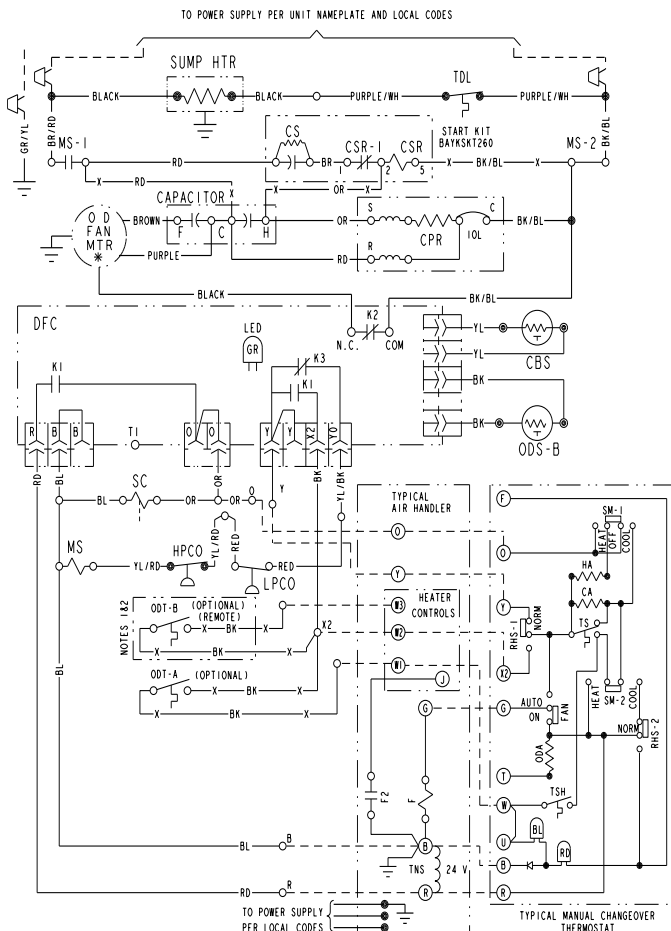 TO POWER SUPPLY PER UNIT NAMEPLATE AND LOCAL CODES
SUMP HTR
TDL
BLACK
BLACK
PURPLE/WH
PURPLE/WH
GR/YL
BR/RD
BK/BL
START KIT
BAYKSKT260
CS
CSR-1
CSR
MS-1
MS-2
RD
BR
1
2
5
X
BK/BL
X
X
RD
X
OR
X
CAPACITOR
O D
FAN
MTR
*
BROWN
F
C
H
OR
S
C
BK/BL
CPR
IOL
PURPLE
RD
R
BLACK
BK/BL
DFC
LED
GR
K2
N.C.
COM
YL
CBS
YL
BK
BK
ODS-B
K1
K3
K1
R
B
B
T1
O
O
Y
Y
X2
YO
RD
BL
OR
Y
BK
YL/BK
SC
BL
OR
OR
O
MS
YL/RD
HPCO
YL/RD
RED
RED
LPCO
NOTES 1&2
ODT-B
(OPTIONAL)
(REMOTE)
X
BK
X
X
BK
X
X2
ODT-A
(OPTIONAL)
X
BK
X
X
BK
X
BL
TYPICAL
AIR HANDLER
O
Y
HEATER
CONTROLS
W3
W2
W1
J
G
F2
F
B
TNS
24 V
R
BL
B
RD
R
TO POWER SUPPLY
PER LOCAL CODES
F
SM-1
HEAT
OFF
COOL
O
HA
CA
Y
RHS-1
NORM
TS
X2
HEAT
SM-2
COOL
G
AUTO
ON
FAN
NORM
RHS-2
ODA
T
TSH
W
BL
U
RD
B
R
TYPICAL MANUAL CHANGEOVER
THERMOSTAT